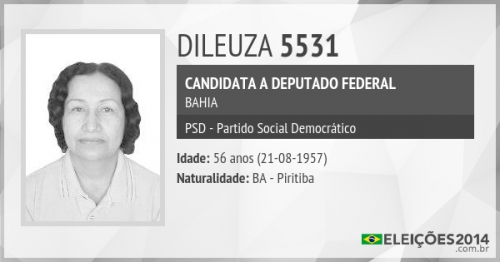 DILEUZA 5531
CANDIDATA A DEPUTADO FEDERAL
BAHIA
PSD - Partido Social Democrático
Idade: 56 anos (21-08-1957)
Naturalidade: BA - Piritiba
ELEIÇÕES2014
.com.br